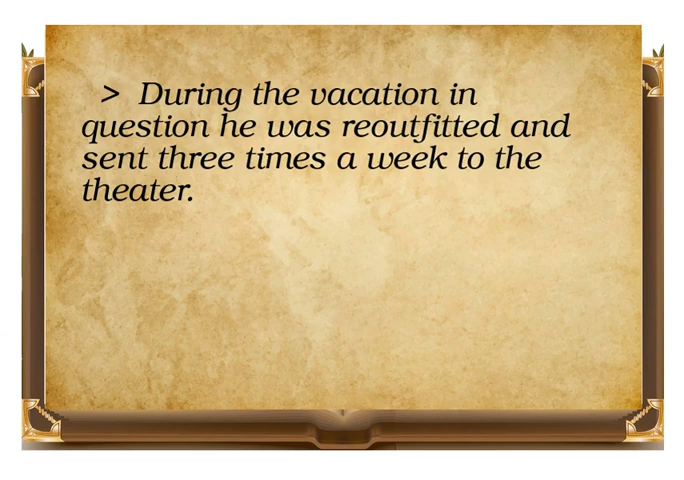 > During the vacation in
question he was reoutfitted and
sent three times a week to the
theater.